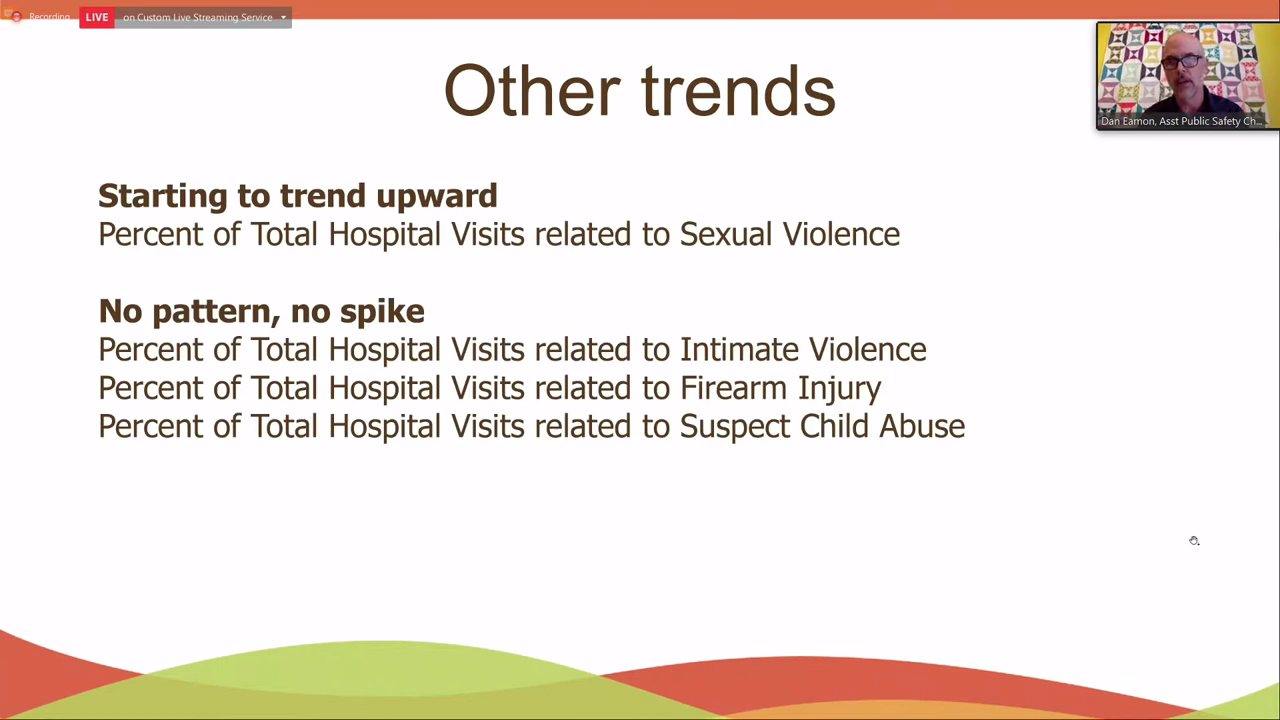 Recording
LIVE on Custom Live Streaming Service
Other trends
Dan Eamon, Asst Public Safety Ch...
Starting to trend upward
Percent of Total Hospital Visits related to Sexual Violence
No pattern, no spike
Percent of Total Hospital Visits related to Intimate Violence
Percent of Total Hospital Visits related to Firearm Injury
Percent of Total Hospital Visits related to Suspect Child Abuse